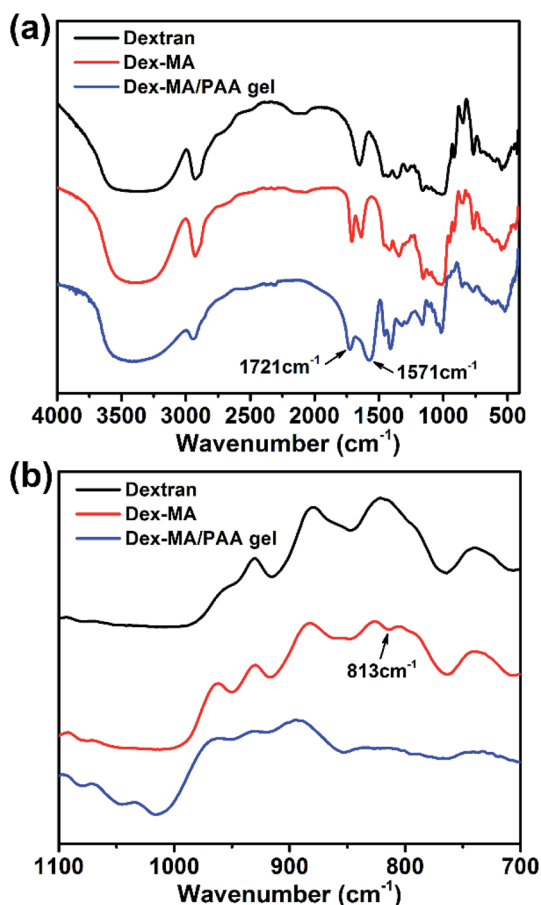 (a)
Dextran
Dex-MA
Dex-MA/PAA gel
1721cm⁻¹
1571cm⁻¹
4000 3500 3000 2500 2000 1500 1000 500
Wavenumber (cm⁻¹)
(b)
Dextran
Dex-MA
Dex-MA/PAA gel
813cm⁻¹
1100 1000 900 800 700
Wavenumber (cm⁻¹)